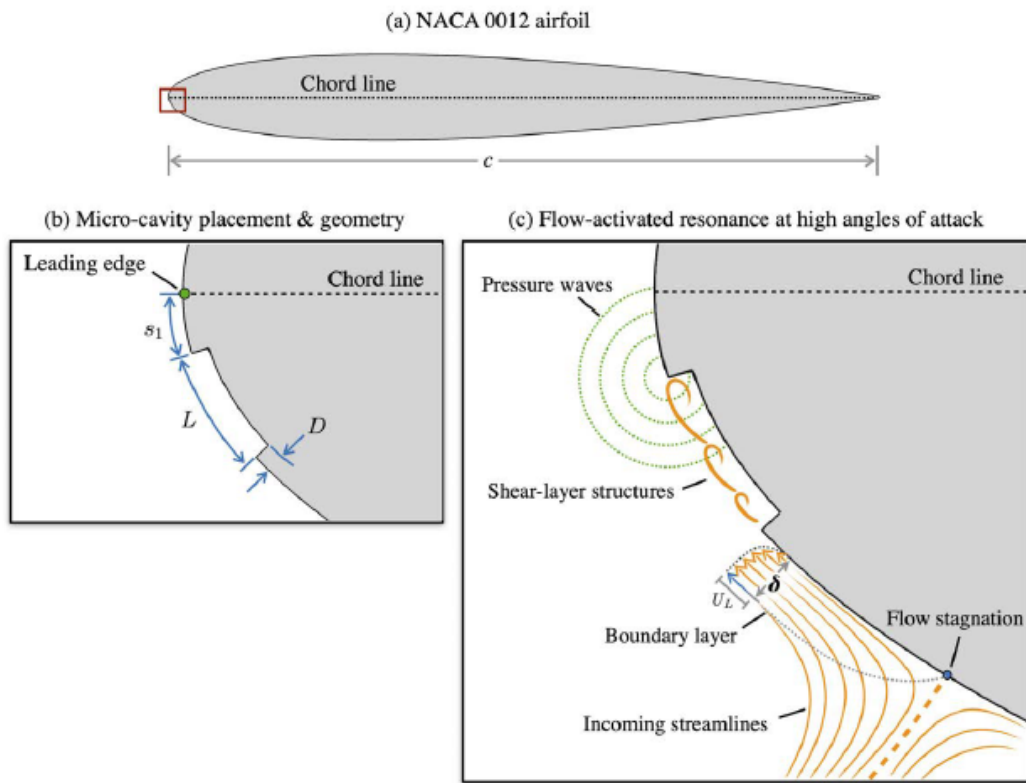 (a) NACA 0012 airfoil
Chord line
c
(b) Micro-cavity placement & geometry
Leading edge
Chord line
s₁
L
D
(c) Flow-activated resonance at high angles of attack
Pressure waves
Chord line
Shear-layer structures
U_L
δ
Boundary layer
Flow stagnation
Incoming streamlines